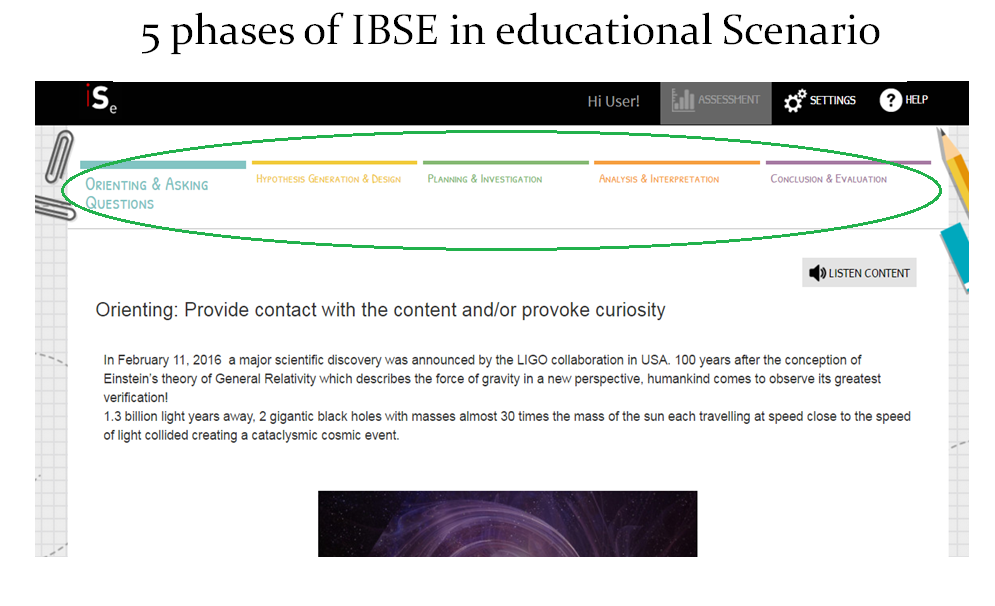 5 phases of IBSE in educational Scenario
iSe
Hi User!
ASSESSMENT
SETTINGS
? HELP
ORIENTING & ASKING
QUESTIONS
HYPOTHESIS GENERATION & DESIGN
PLANNING & INVESTIGATION
ANALYSIS & INTERPRETATION
CONCLUSION & EVALUATION
LISTEN CONTENT
Orienting: Provide contact with the content and/or provoke curiosity
In February 11, 2016 a major scientific discovery was announced by the LIGO collaboration in USA. 100 years after the conception of
Einstein's theory of General Relativity which describes the force of gravity in a new perspective, humankind comes to observe its greatest
verification!
1.3 billion light years away, 2 gigantic black holes with masses almost 30 times the mass of the sun each travelling at speed close to the speed
of light collided creating a cataclysmic cosmic event.